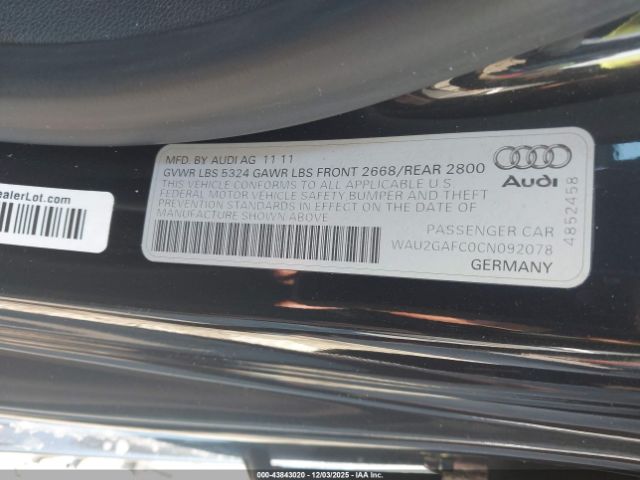 MFD. BY AUDI AG 11 11
GVWR LBS 5324 GAWR LBS FRONT 2668/REAR 2800
THIS VEHICLE CONFORMS TO ALL APPLICABLE U.S
FEDERAL MOTOR VEHICLE SAFETY BUMPER AND THEFT
PREVENTION STANDARDS IN EFFECT ON THE DATE OF
MANUFACTURE SHOWN ABOVE
PASSENGER CAR
WAU2GAFC0CN092078
GERMANY
Audi
4852458
ealerLot.com
000-43843020 - 12/03/2025 - IAA Inc.